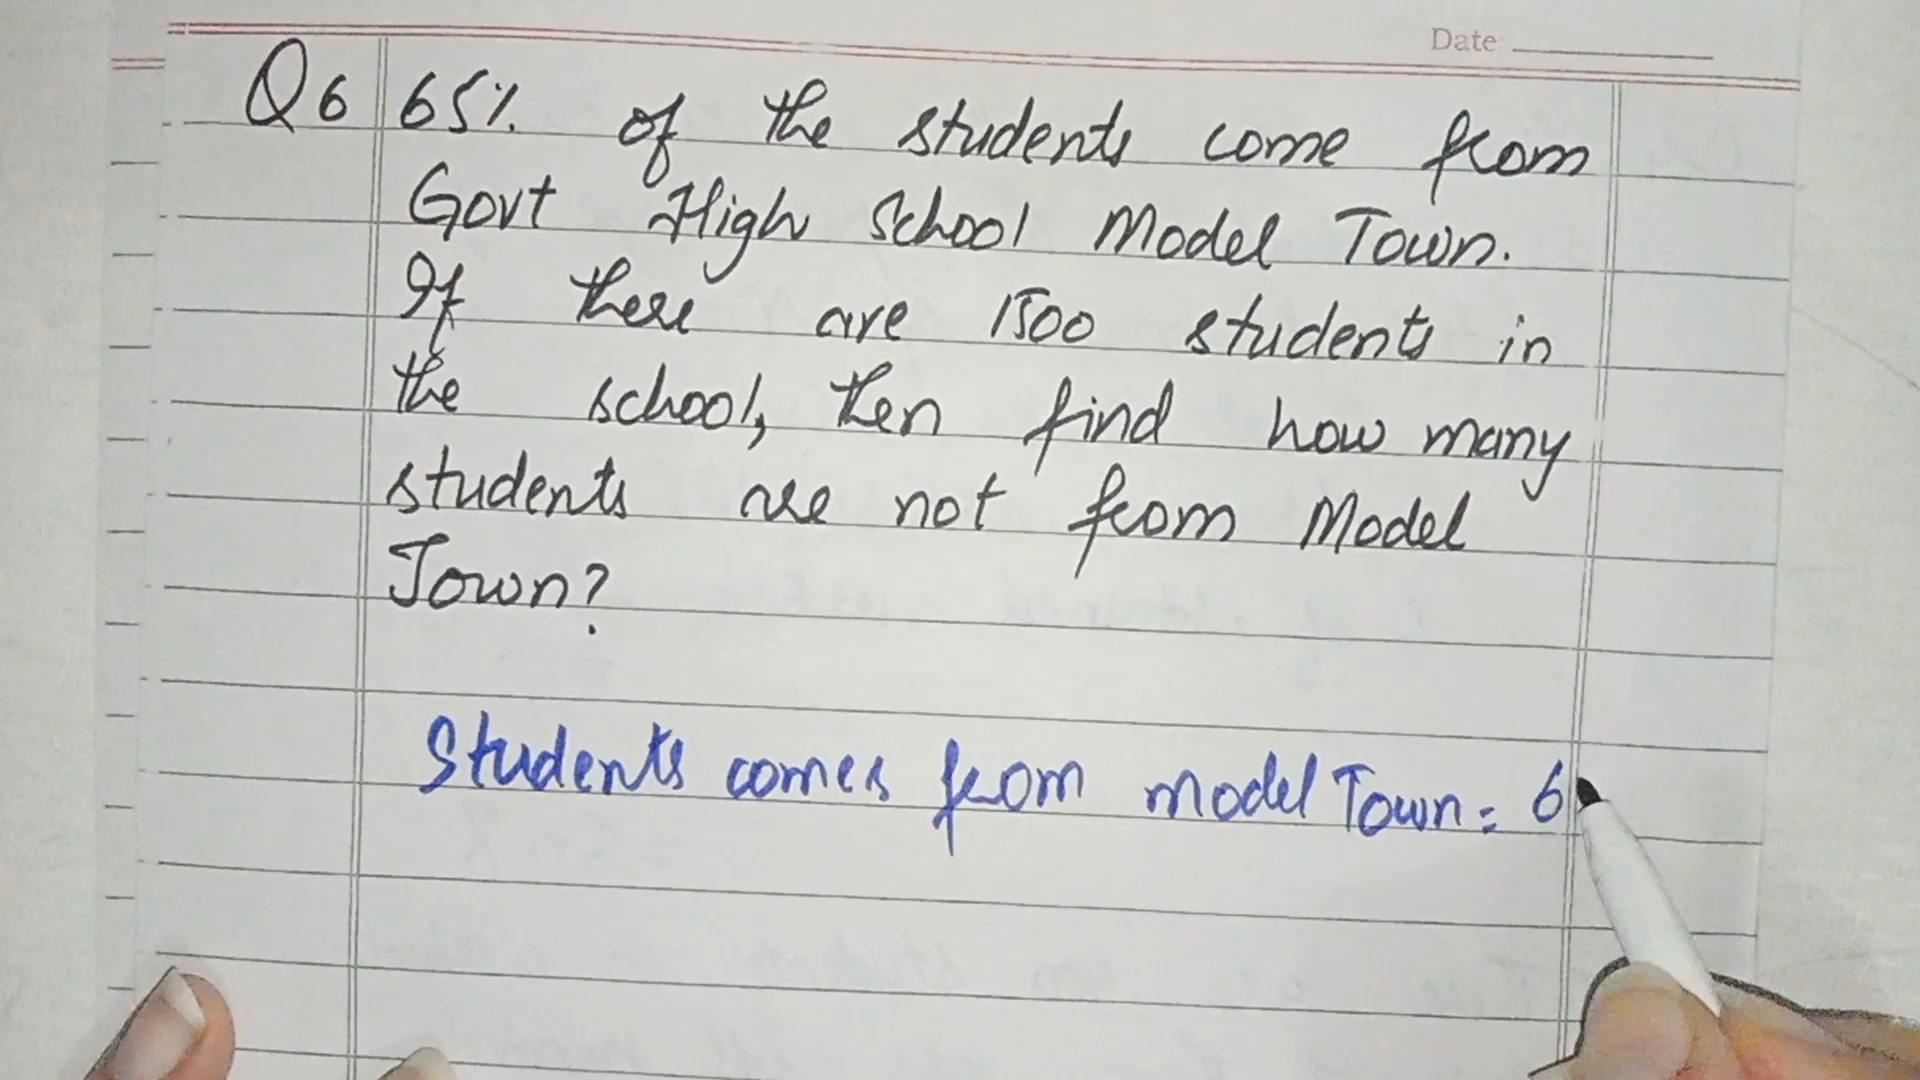 Date
Q6 65% of the students come from
Govt High School Model Town.
If there are 1500 students in
the school, then find how many
students are not from Model
Town?
Students comes from model Town = 6